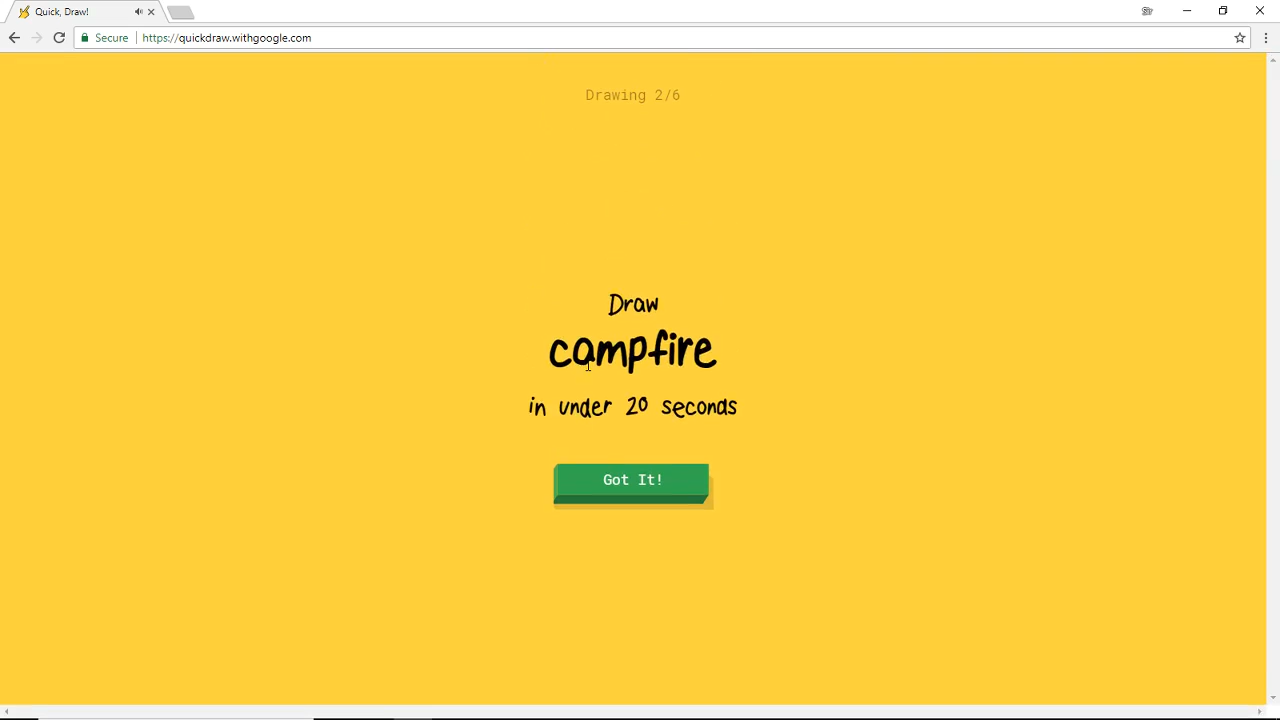 Quick, Draw!
Secure https://quickdraw.withgoogle.com
Drawing 2/6
Draw
campfire
in under 20 seconds
Got It!